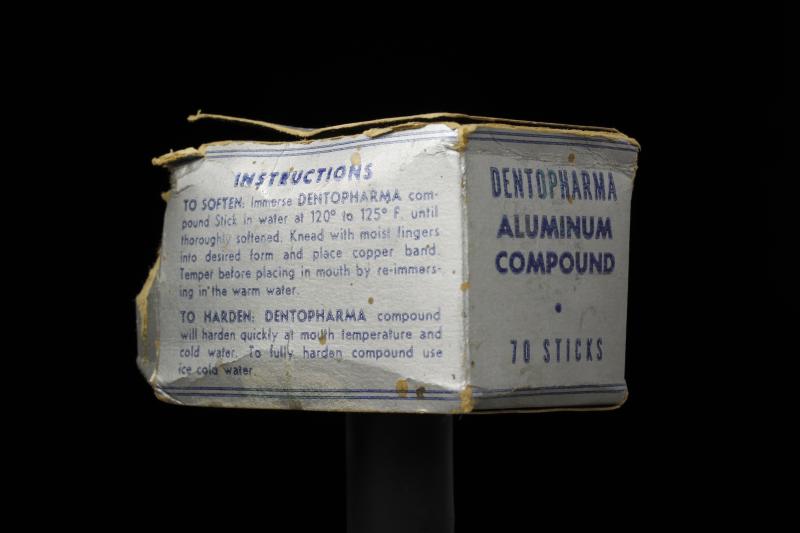 INSTRUCTIONS
TO SOFTEN: Immerse DENTOPHARMA com-
pound Stick in water at 120° to 125° F. until
thoroughly softened. Knead with moist fingers
into desired form and place copper band.
Temper before placing in mouth by re-immers-
ing in the warm water.
TO HARDEN: DENTOPHARMA compound
will harden quickly at mouth temperature and
cold water. To fully harden compound use
ice cold water.
DENTOPHARMA
ALUMINUM
COMPOUND
•
70 STICKS